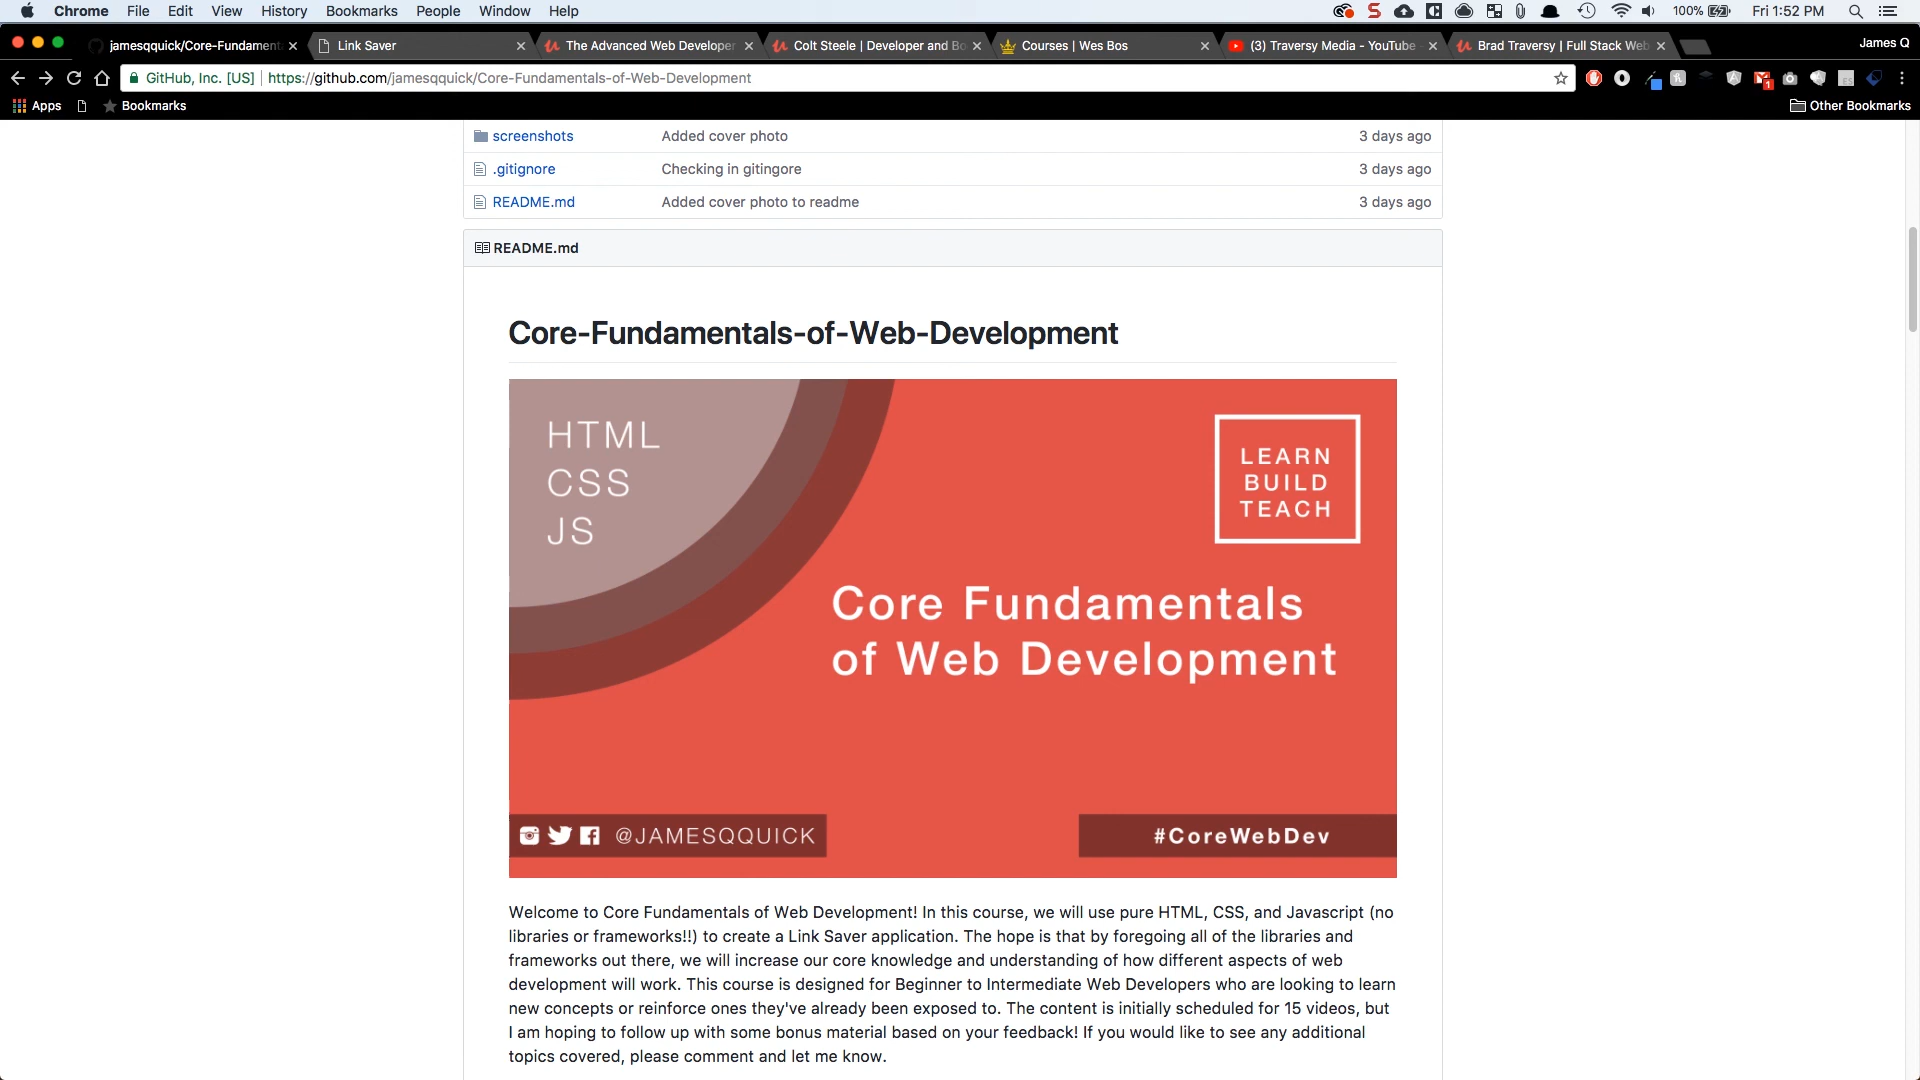 Chrome File Edit View History Bookmarks People Window Help 100% Fri 1:52 PM
jamesqquick/Core-Fundament Link Saver The Advanced Web Developer Colt Steele | Developer and Bo Courses | Wes Bos (3) Traversy Media - YouTube Brad Traversy | Full Stack Web James Q
GitHub, Inc. [US] https://github.com/jamesqquick/Core-Fundamentals-of-Web-Development
Apps Bookmarks Other Bookmarks
screenshots Added cover photo 3 days ago
.gitignore Checking in gitingore 3 days ago
README.md Added cover photo to readme 3 days ago
README.md
Core-Fundamentals-of-Web-Development
HTML
CSS
JS
LEARN
BUILD
TEACH
Core Fundamentals
of Web Development
@JAMESQQUICK
#CoreWebDev
Welcome to Core Fundamentals of Web Development! In this course, we will use pure HTML, CSS, and Javascript (no
libraries or frameworks!!) to create a Link Saver application. The hope is that by foregoing all of the libraries and
frameworks out there, we will increase our core knowledge and understanding of how different aspects of web
development will work. This course is designed for Beginner to Intermediate Web Developers who are looking to learn
new concepts or reinforce ones they've already been exposed to. The content is initially scheduled for 15 videos, but
I am hoping to follow up with some bonus material based on your feedback! If you would like to see any additional
topics covered, please comment and let me know.